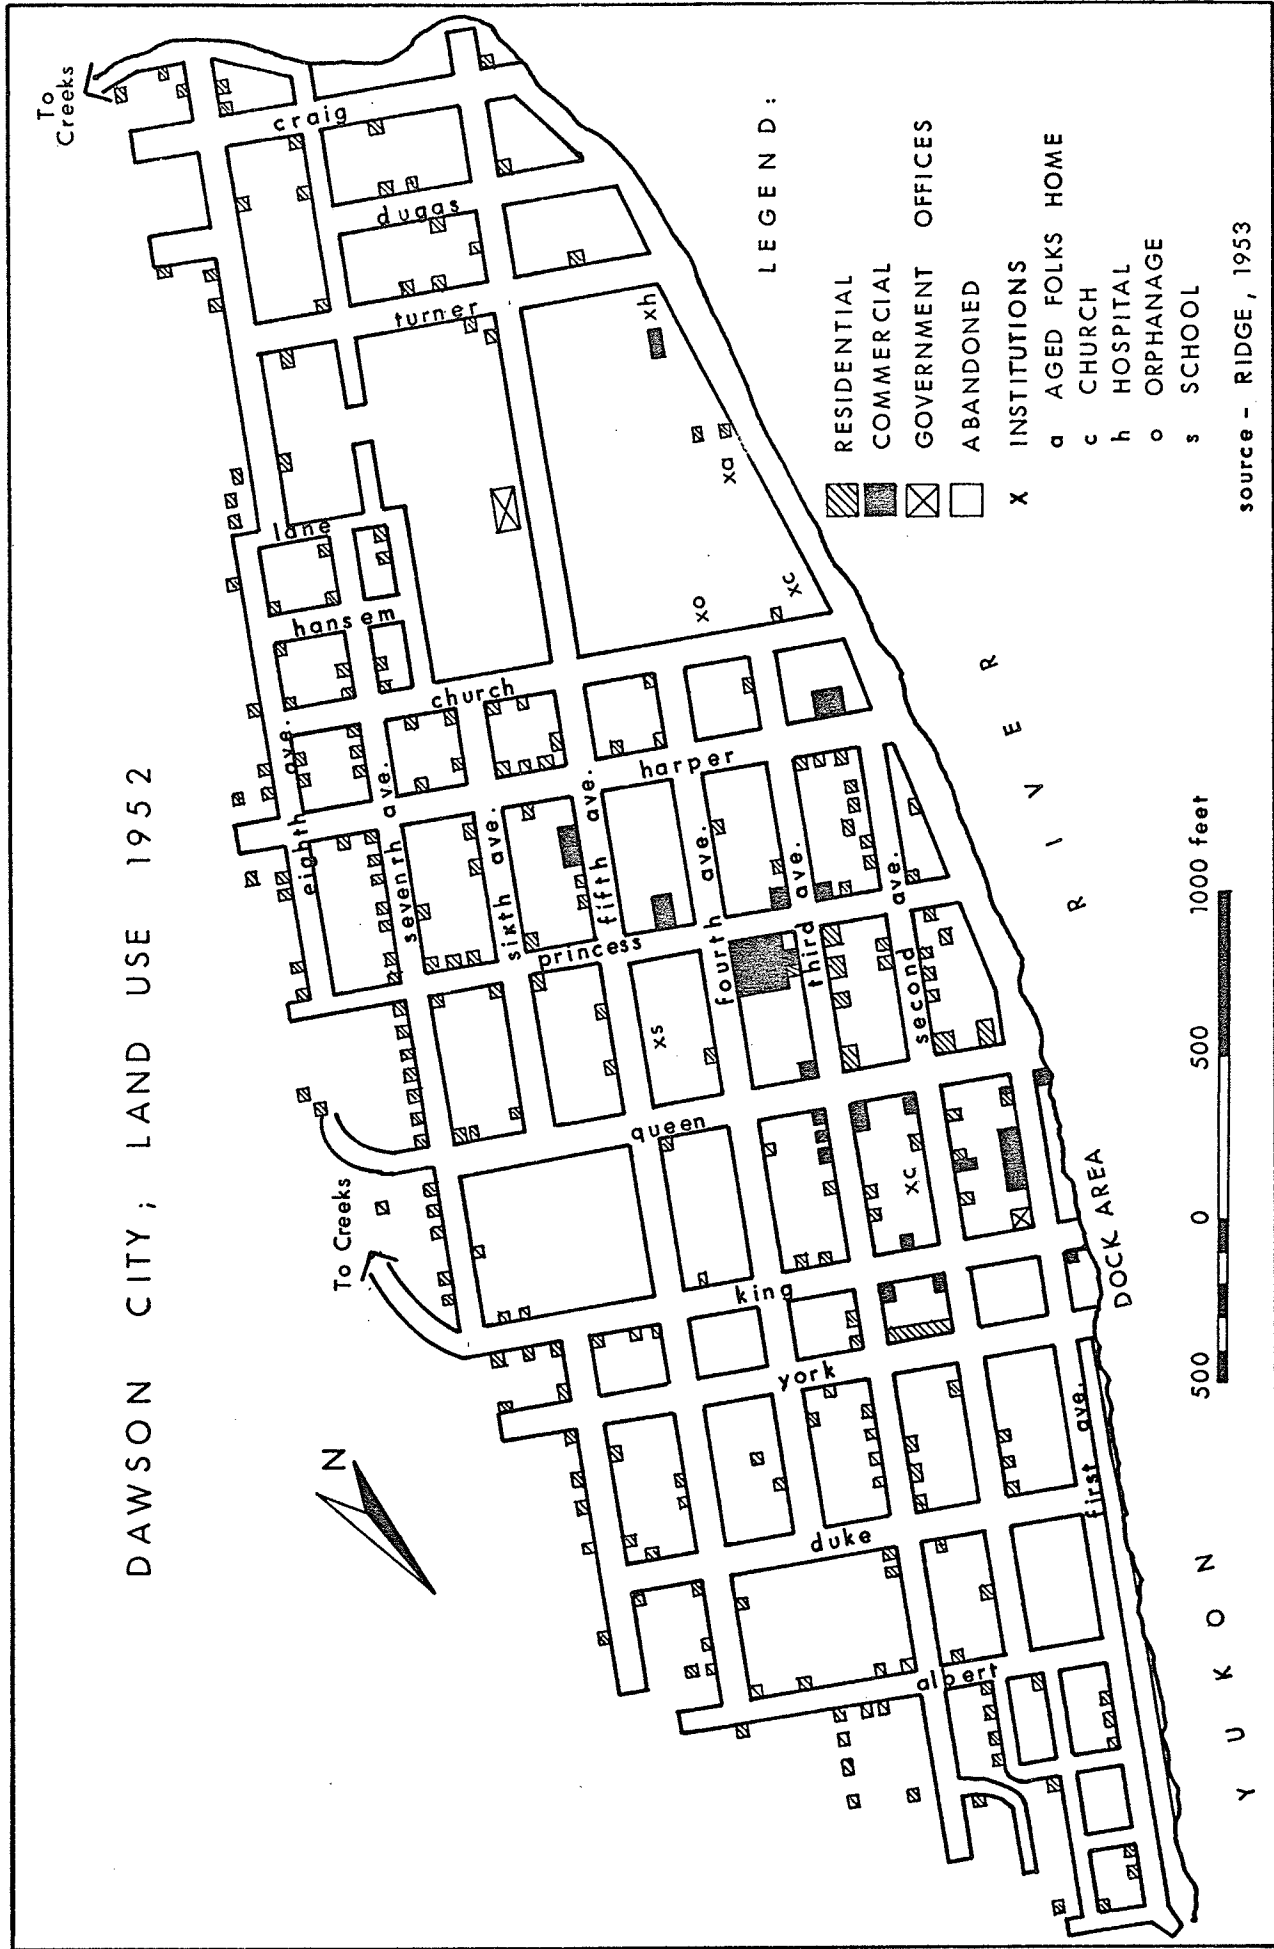 DAWSON CITY; LAND USE 1952
To
Creeks
To Creeks
N
craig
dugas
turner
lane
hansem
church
harper
princess
queen
king
york
duke
albert
eighth ave.
seventh ave.
sixth ave.
fifth ave.
fourth ave.
third ave.
second ave.
first ave.
xh
xa
xo
xc
xs
xc
DOCK AREA
YUKON RIVER
LEGEND:
RESIDENTIAL
COMMERCIAL
GOVERNMENT OFFICES
ABANDONED
X INSTITUTIONS
a AGED FOLKS HOME
c CHURCH
h HOSPITAL
o ORPHANAGE
s SCHOOL
source – RIDGE, 1953
500 0 500 1000 feet